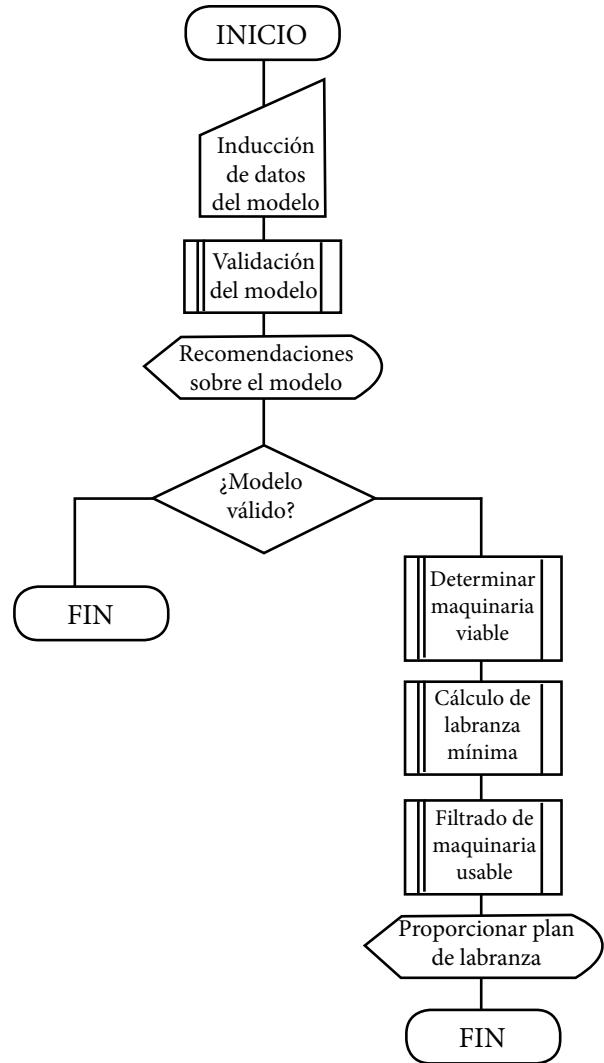 INICIO
Inducción
de datos
del modelo
Validación
del modelo
Recomendaciones
sobre el modelo
¿Modelo
válido?
FIN
Determinar
maquinaria
viable
Cálculo de
labranza
mínima
Filtrado de
maquinaria
usable
Proporcionar plan
de labranza
FIN